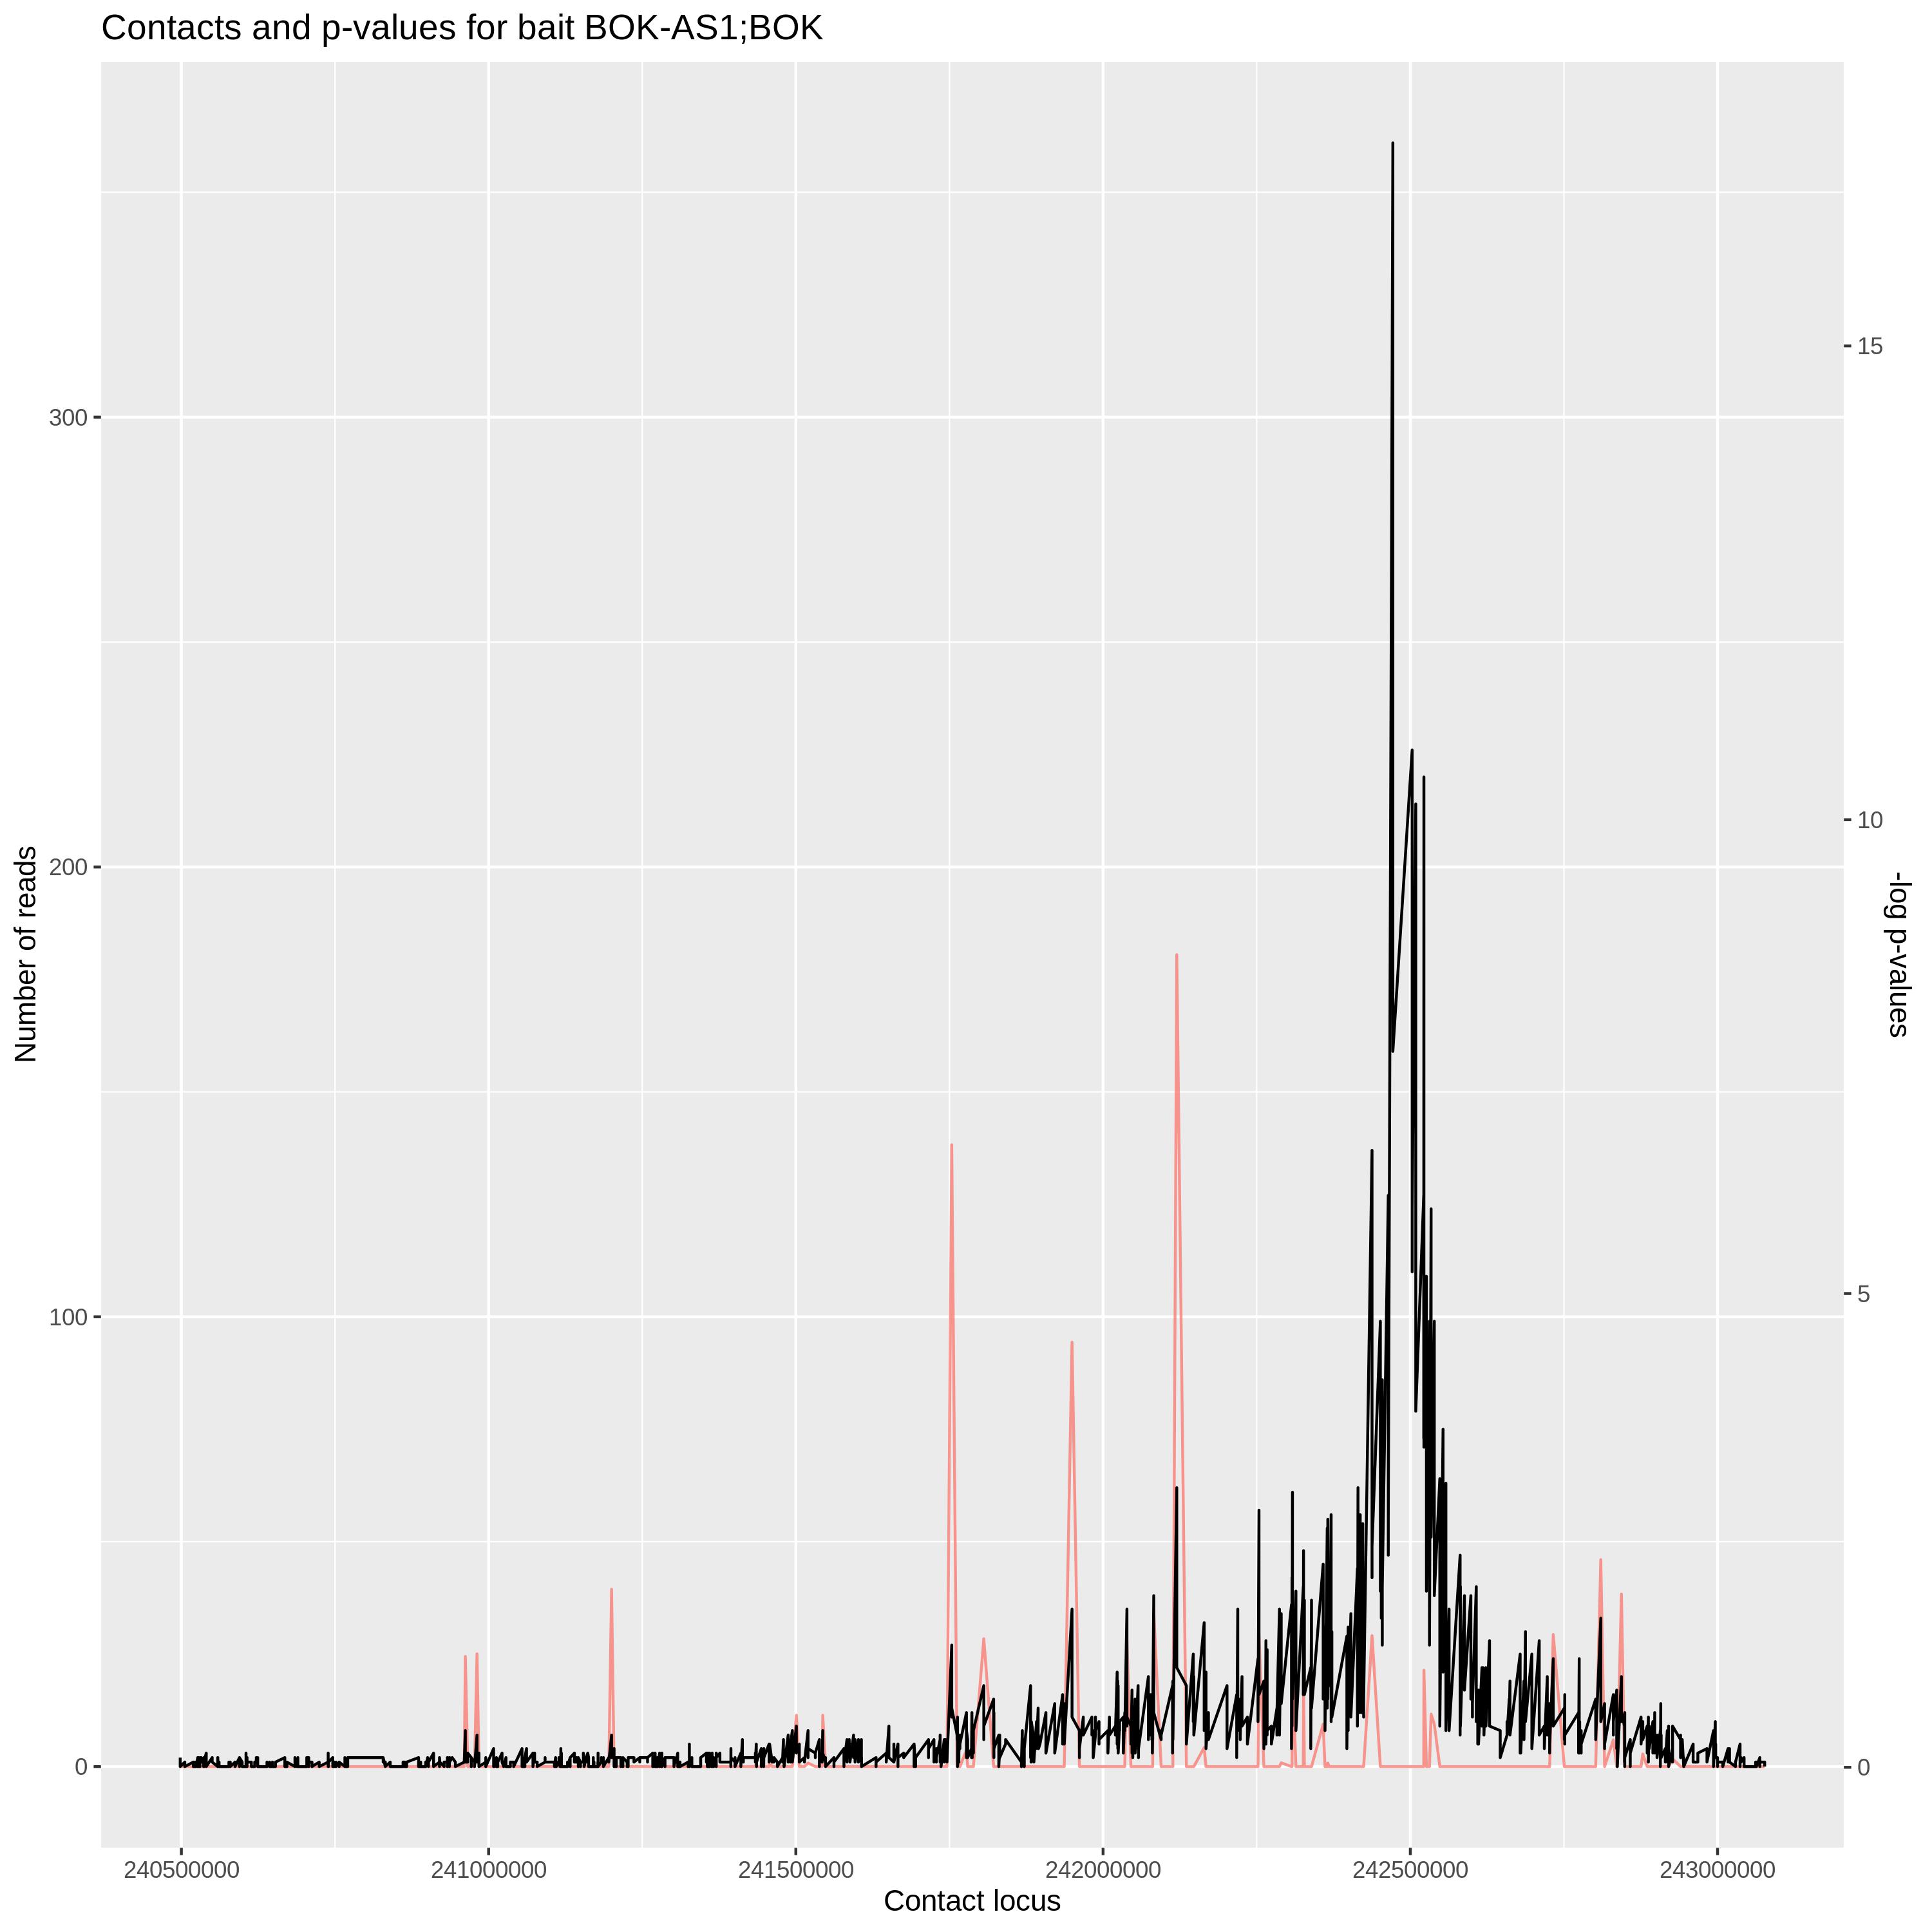 Contacts and p-values for bait BOK-AS1;BOK
300
200
100
0
Number of reads
15
10
5
0
-log p-values
240500000 241000000 241500000 242000000 242500000 243000000
Contact locus